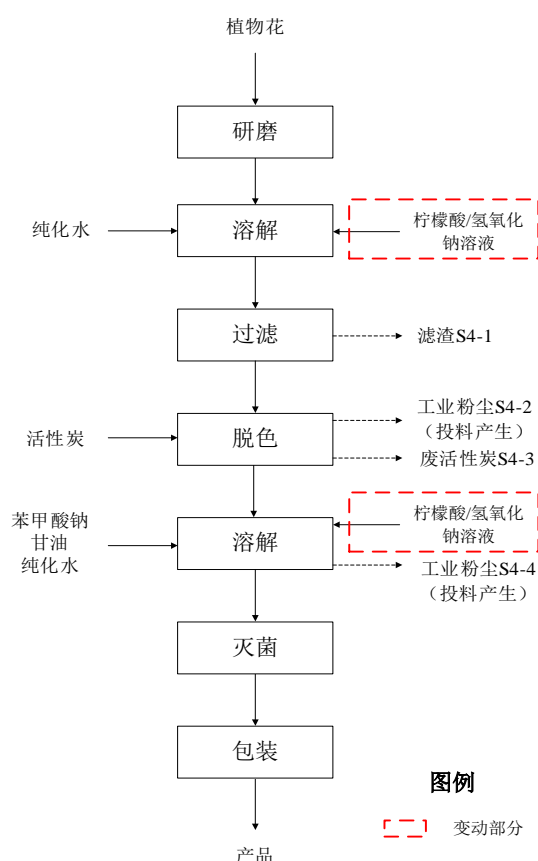 植物花
研磨
纯化水
溶解
柠檬酸/氢氧化
钠溶液
过滤
滤渣S4-1
活性炭
脱色
工业粉尘S4-2
（投料产生）
废活性炭S4-3
苯甲酸钠
甘油
纯化水
溶解
柠檬酸/氢氧化
钠溶液
工业粉尘S4-4
（投料产生）
灭菌
包装
图例
变动部分
产品